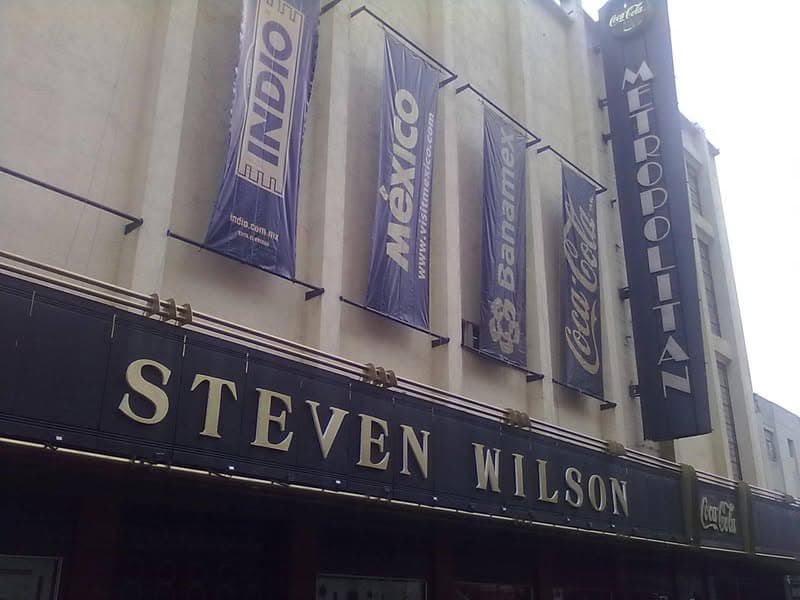 INDIO
indio.com.mx
México
www.visitmexico.com
Banamex
Coca-Cola
Coca-Cola
METROPOLITAN
STEVEN WILSON
Coca-Cola